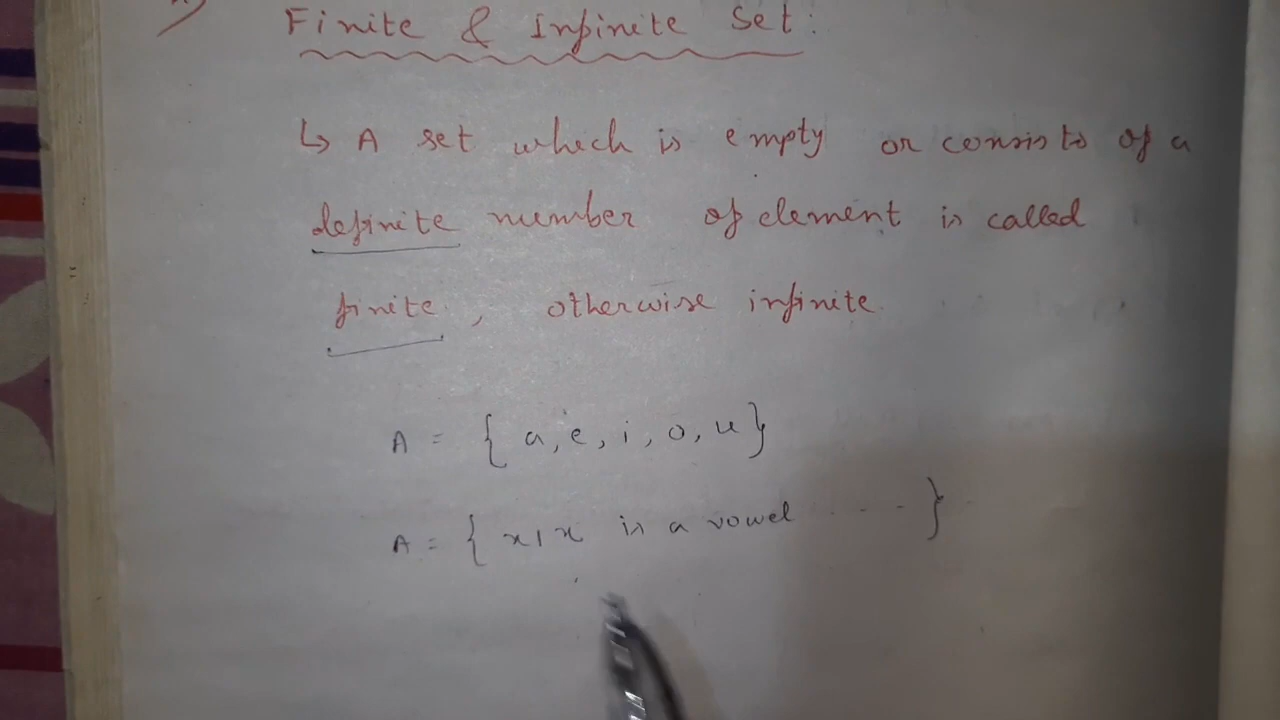 Finite & Infinite Set:
↳ A set which is empty or consists of a
definite number of element is called
finite, otherwise infinite.
A = { a, e, i, o, u }
A = { x | x is a vowel .... }